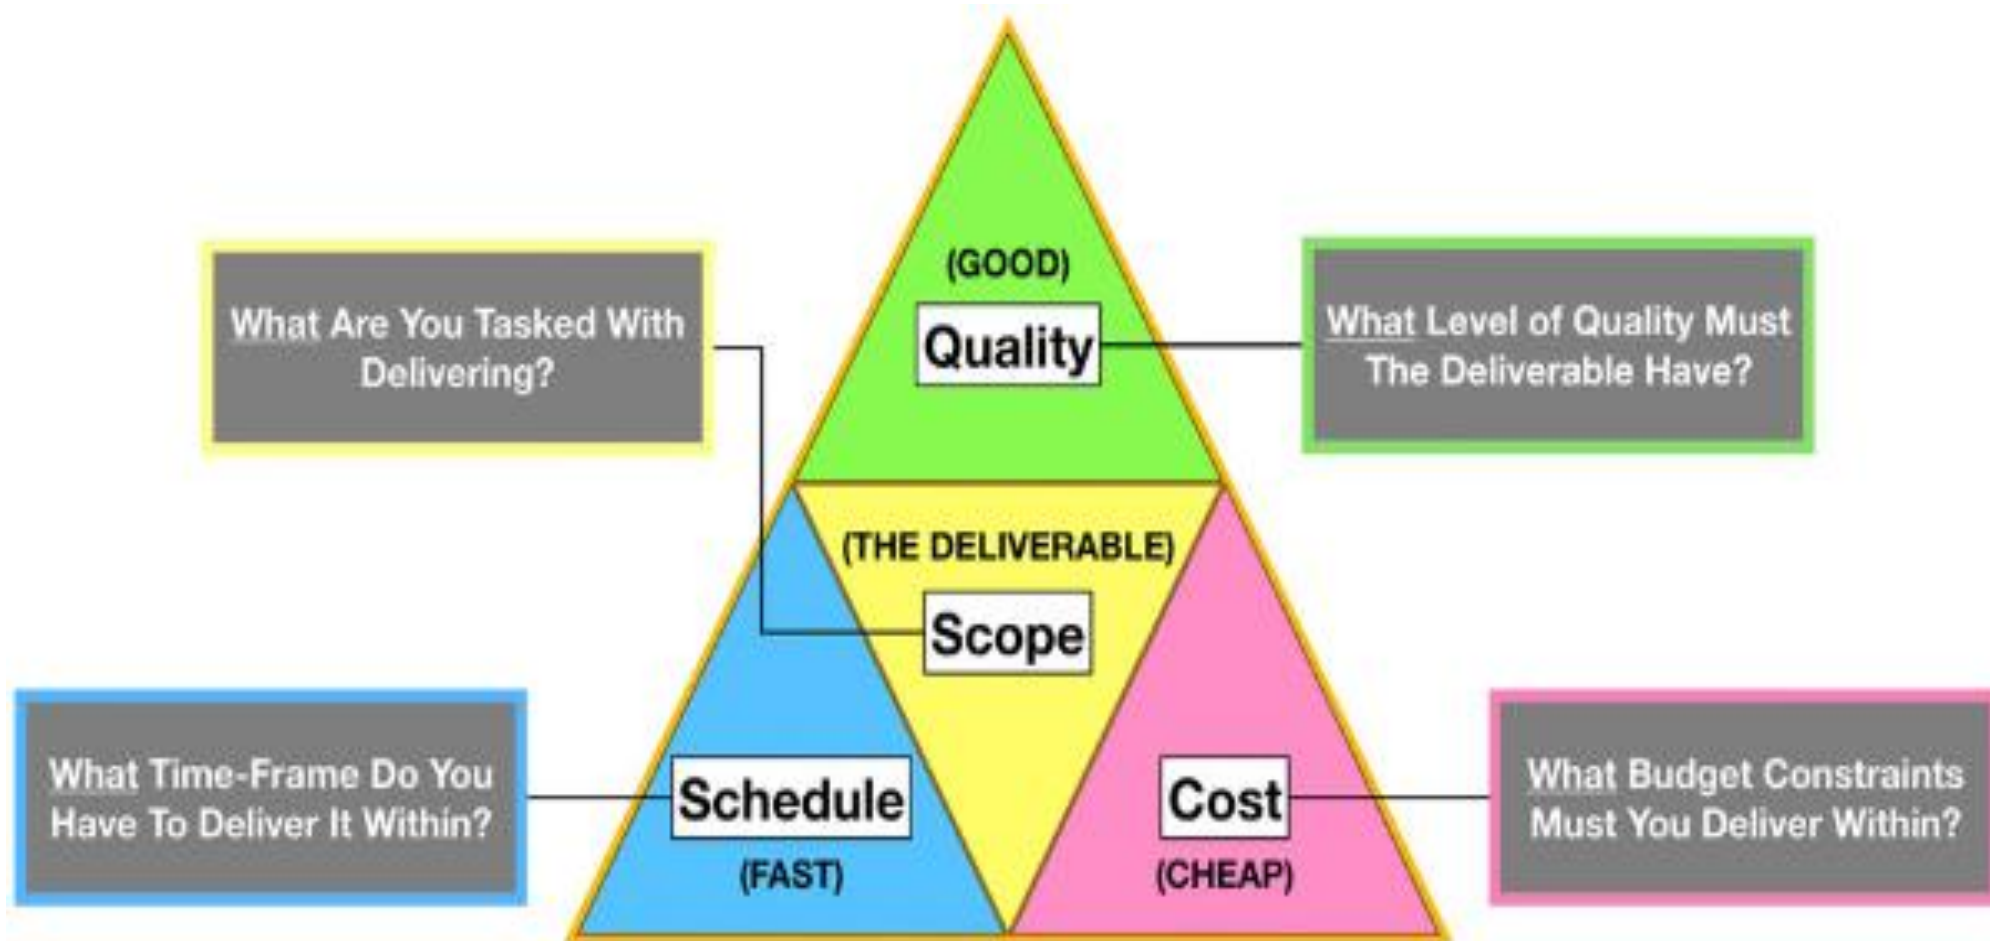 (GOOD)
Quality
What Are You Tasked With
Delivering?
What Level of Quality Must
The Deliverable Have?
(THE DELIVERABLE)
Scope
What Time-Frame Do You
Have To Deliver It Within?
Schedule
(FAST)
Cost
(CHEAP)
What Budget Constraints
Must You Deliver Within?